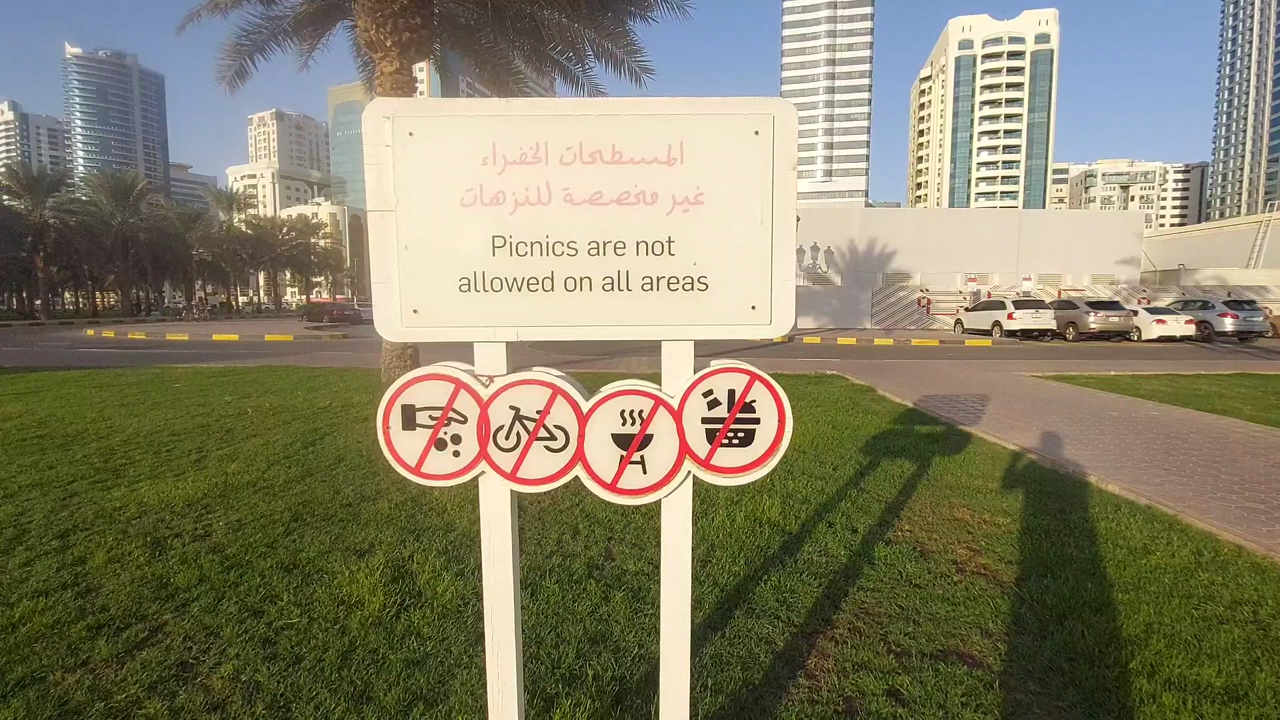 المسطحات الخضراء
غير مخصصة للنزهات
Picnics are not
allowed on all areas